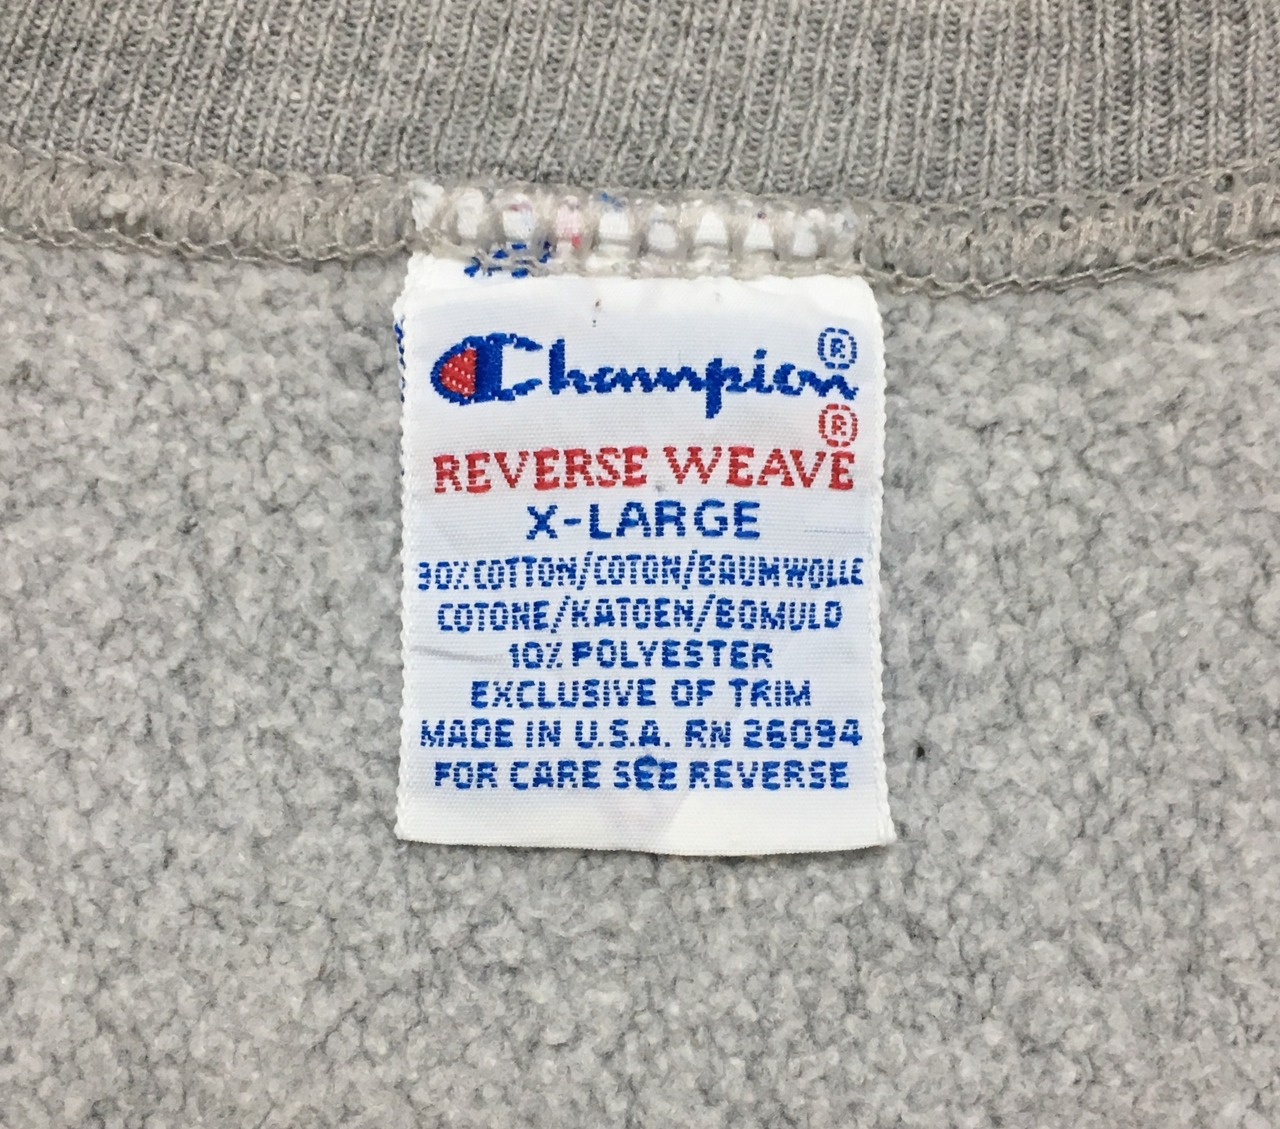 Champion®
®
REVERSE WEAVE
X-LARGE
90% COTTON/COTON/BAUMWOLLE
COTONE/KATOEN/BOMULD
10% POLYESTER
EXCLUSIVE OF TRIM
MADE IN U.S.A. RN 26094
FOR CARE SEE REVERSE